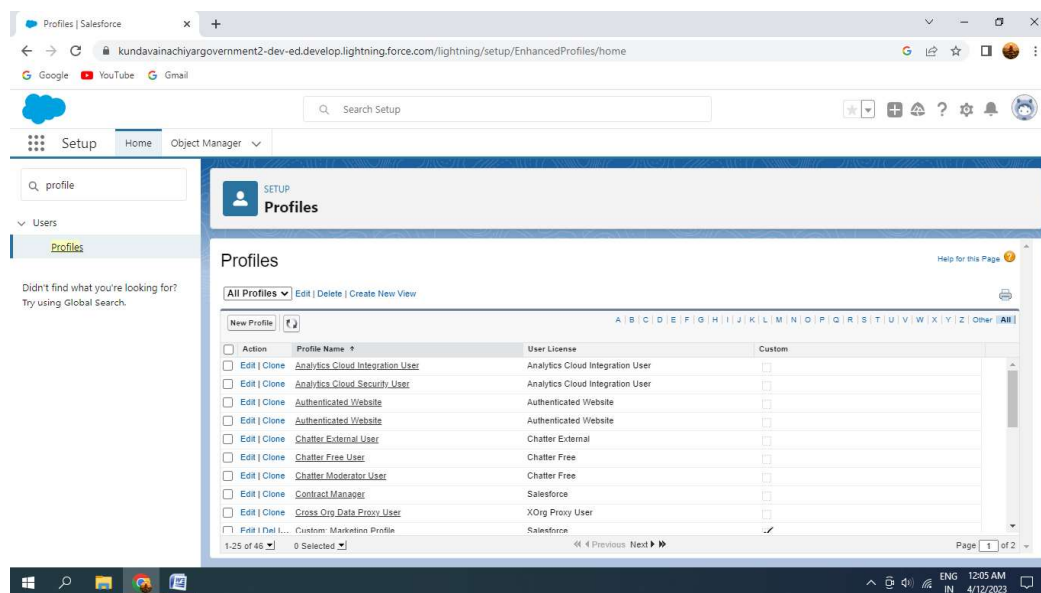 Profiles | Salesforce
kundavainachiyargovernment2-dev-ed.develop.lightning.force.com/lightning/setup/EnhancedProfiles/home
Google YouTube Gmail
Search Setup
Setup Home Object Manager
profile
Users
Profiles
Didn't find what you're looking for?
Try using Global Search.
SETUP
Profiles
Profiles
Help for this Page
All Profiles Edit | Delete | Create New View
New Profile A | B | C | D | E | F | G | H | I | J | K | L | M | N | O | P | Q | R | S | T | U | V | W | X | Y | Z | Other | All
Action Profile Name User License Custom
Edit | Clone Analytics Cloud Integration User Analytics Cloud Integration User
Edit | Clone Analytics Cloud Security User Analytics Cloud Integration User
Edit | Clone Authenticated Website Authenticated Website
Edit | Clone Authenticated Website Authenticated Website
Edit | Clone Chatter External User Chatter External
Edit | Clone Chatter Free User Chatter Free
Edit | Clone Chatter Moderator User Chatter Free
Edit | Clone Contract Manager Salesforce
Edit | Clone Cross Org Data Proxy User XOrg Proxy User
Edit | Del |... Custom: Marketing Profile Salesforce
1-25 of 46 0 Selected Previous Next Page 1 of 2
ENG 12:05 AM
IN 4/12/2023